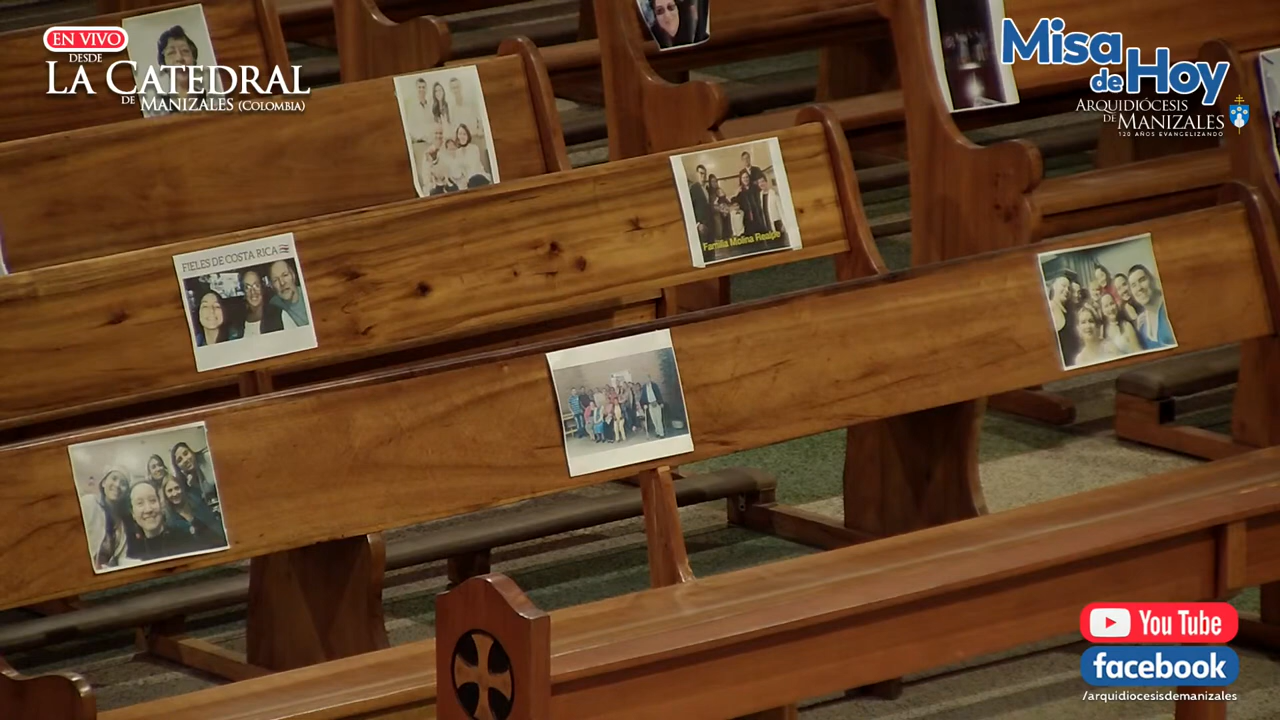 EN VIVO
DESDE
LA CATEDRAL
DE MANIZALES (COLOMBIA)
Misa
de Hoy
ARQUIDIÓCESIS
DE MANIZALES
120 AÑOS EVANGELIZANDO
FIELES DE COSTA RICA
Familia Molina Realpe
You Tube
facebook
/arquidiocesisdemanizales